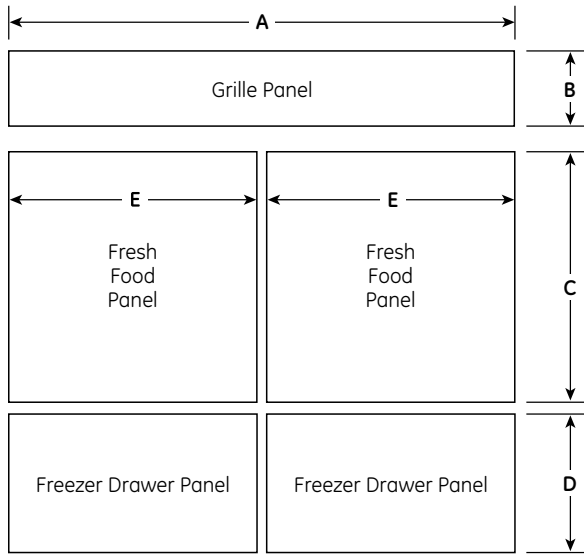 A
Grille Panel
B
E
E
Fresh
Food
Panel
Fresh
Food
Panel
C
Freezer Drawer Panel
Freezer Drawer Panel
D